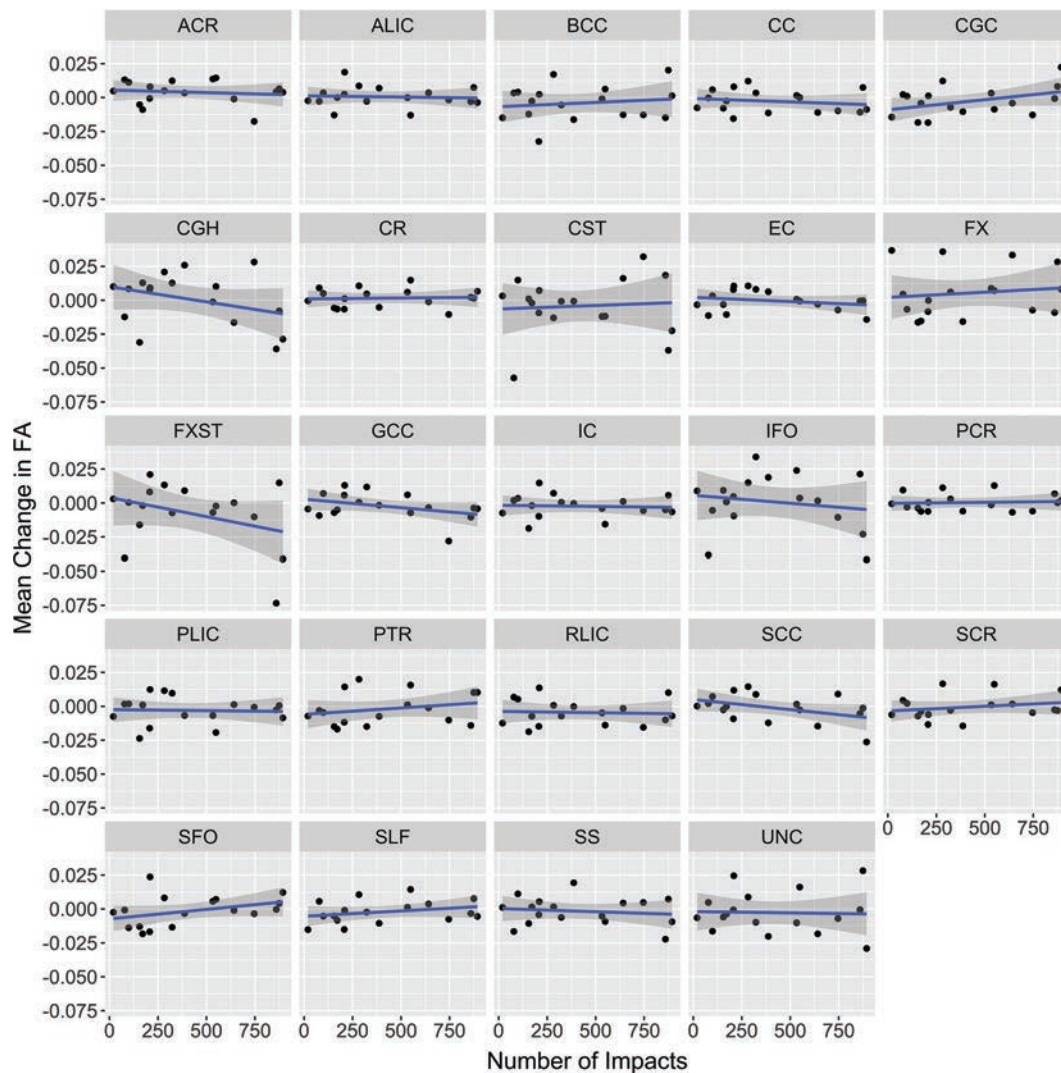 ACR ALIC BCC CC CGC
0.025
0.000
-0.025
-0.050
-0.075
CGH CR CST EC FX
0.025
0.000
-0.025
-0.050
-0.075
FXST GCC IC IFO PCR
0.025
0.000
-0.025
-0.050
-0.075
PLIC PTR RLIC SCC SCR
0.025
0.000
-0.025
-0.050
-0.075
0 250 500 750
SFO SLF SS UNC
0.025
0.000
-0.025
-0.050
-0.075
0 250 500 750 0 250 500 750 0 250 500 750 0 250 500 750
Number of Impacts
Mean Change in FA